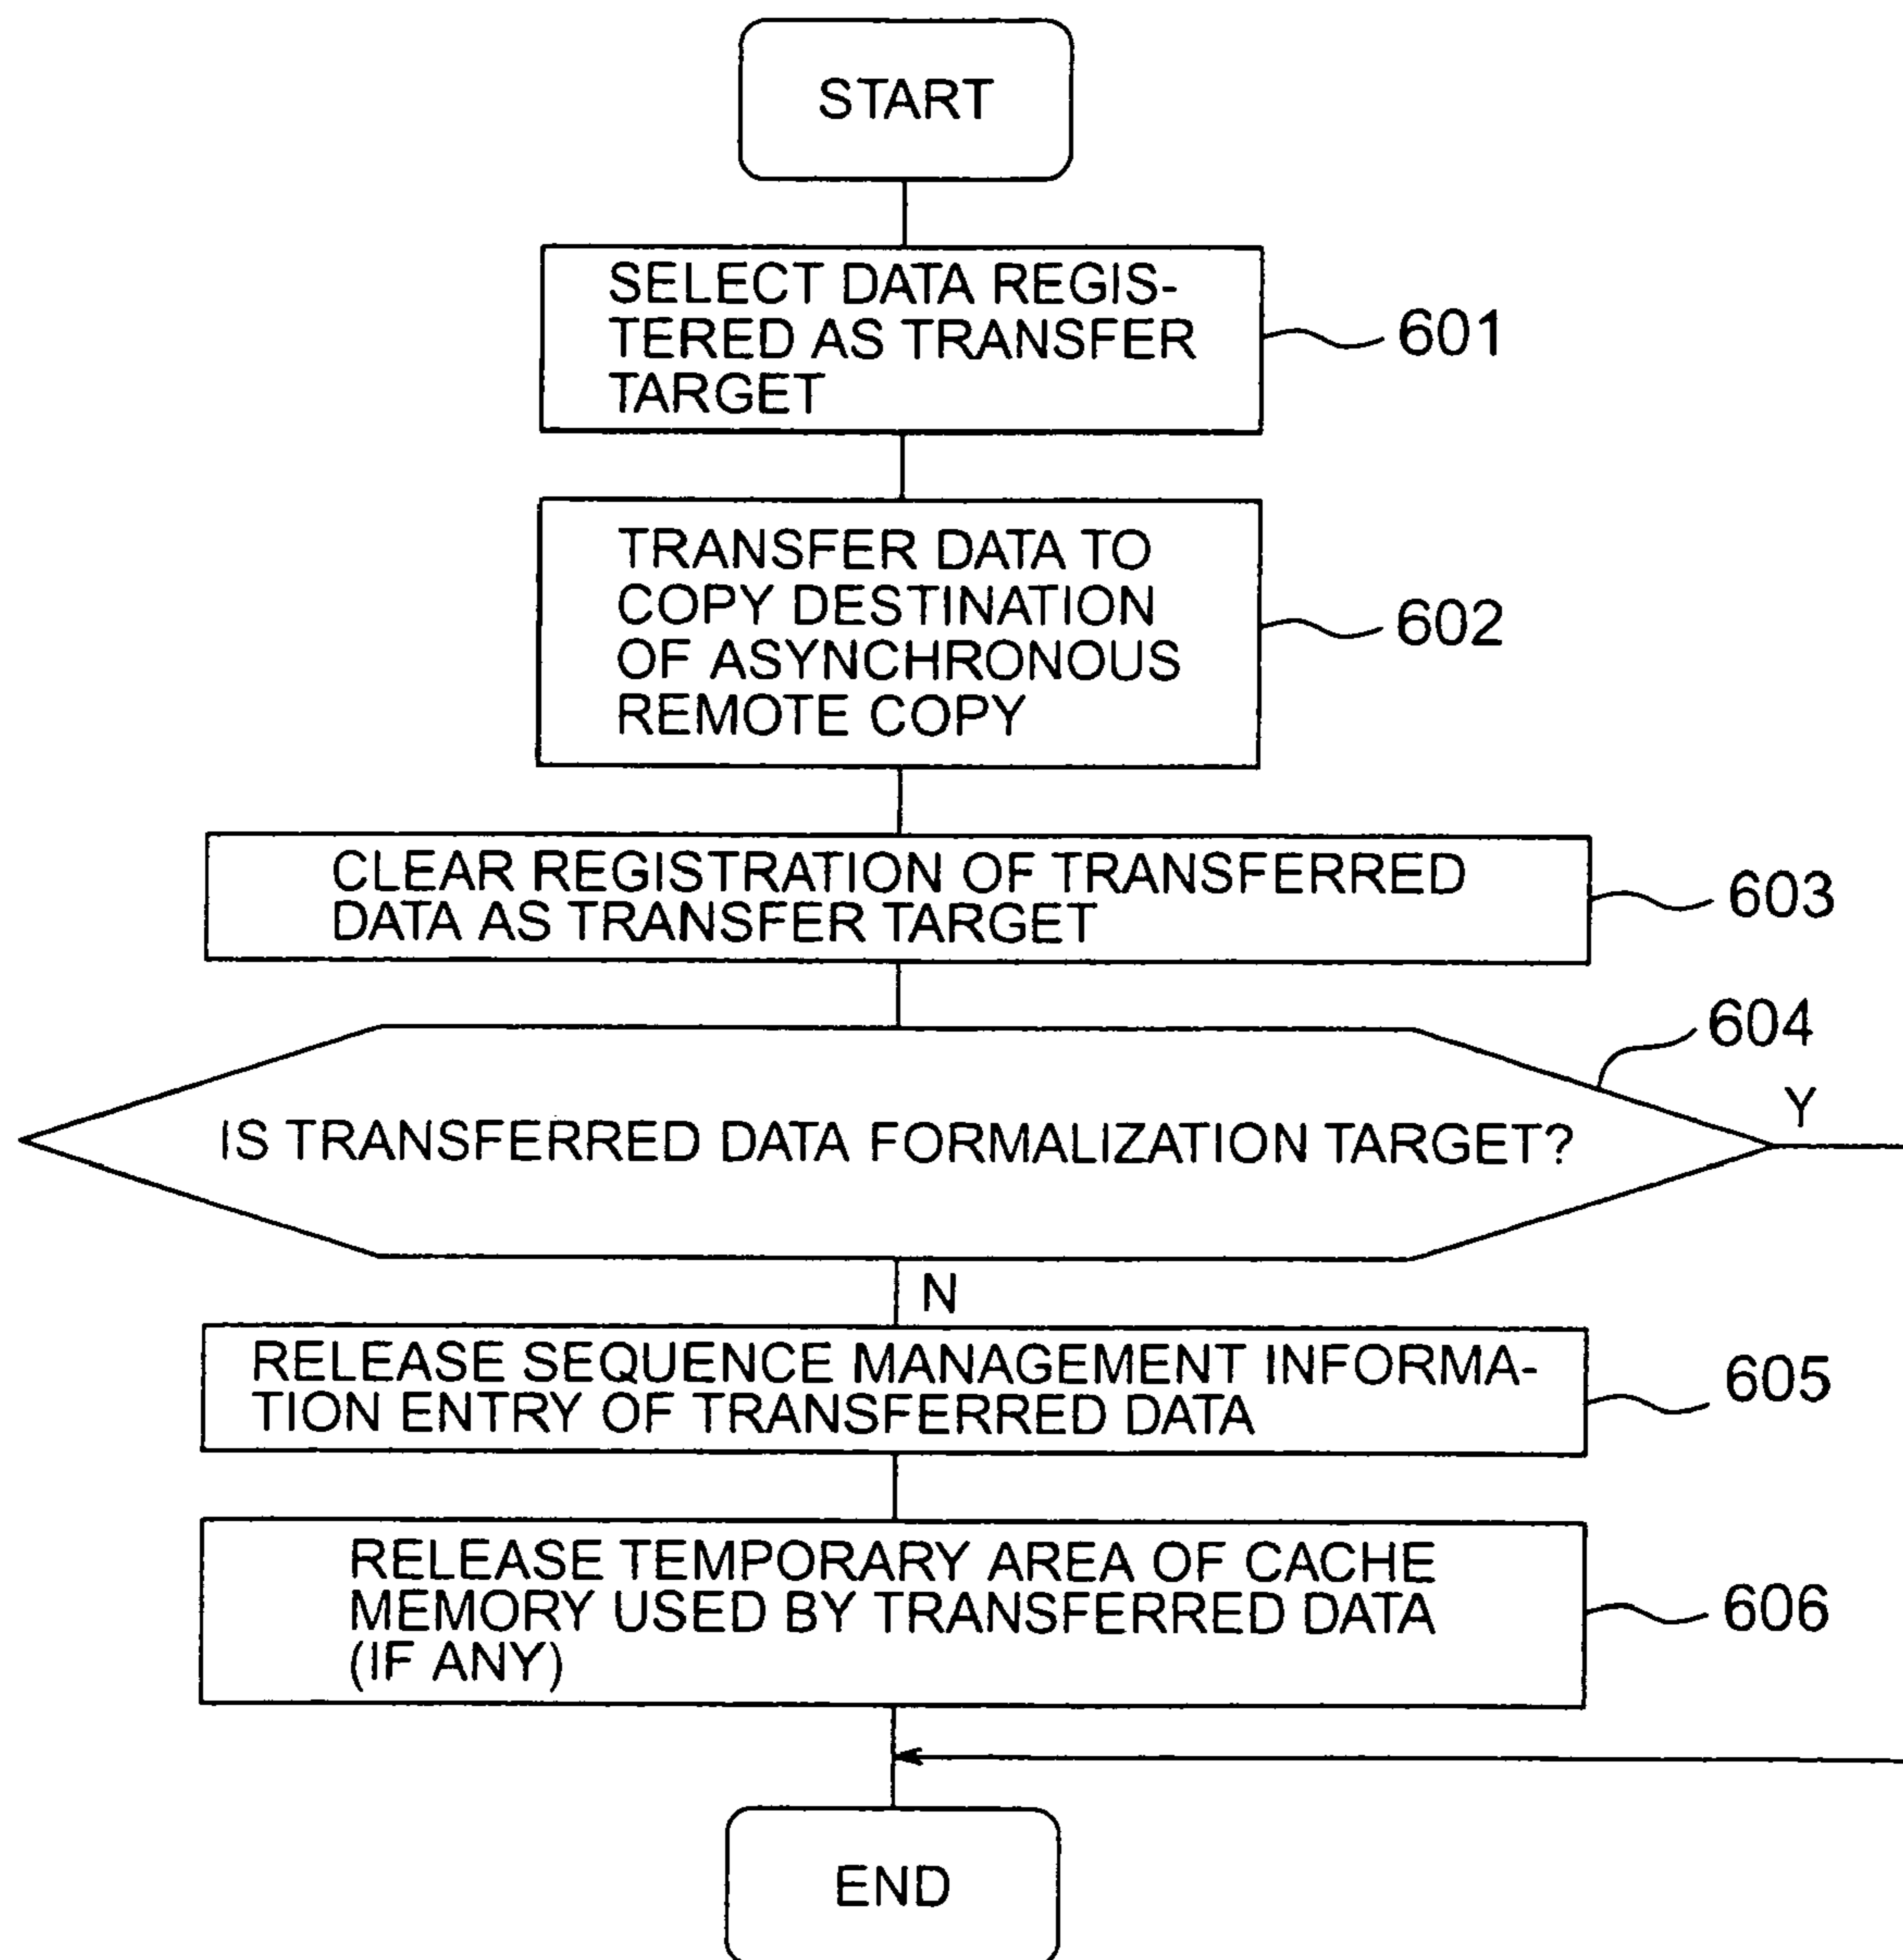 START
SELECT DATA REGIS-
TERED AS TRANSFER
TARGET
601
TRANSFER DATA TO
COPY DESTINATION
OF ASYNCHRONOUS
REMOTE COPY
602
CLEAR REGISTRATION OF TRANSFERRED
DATA AS TRANSFER TARGET
603
604
IS TRANSFERRED DATA FORMALIZATION TARGET?
Y
N
RELEASE SEQUENCE MANAGEMENT INFORMA-
TION ENTRY OF TRANSFERRED DATA
605
RELEASE TEMPORARY AREA OF CACHE
MEMORY USED BY TRANSFERRED DATA
(IF ANY)
606
END